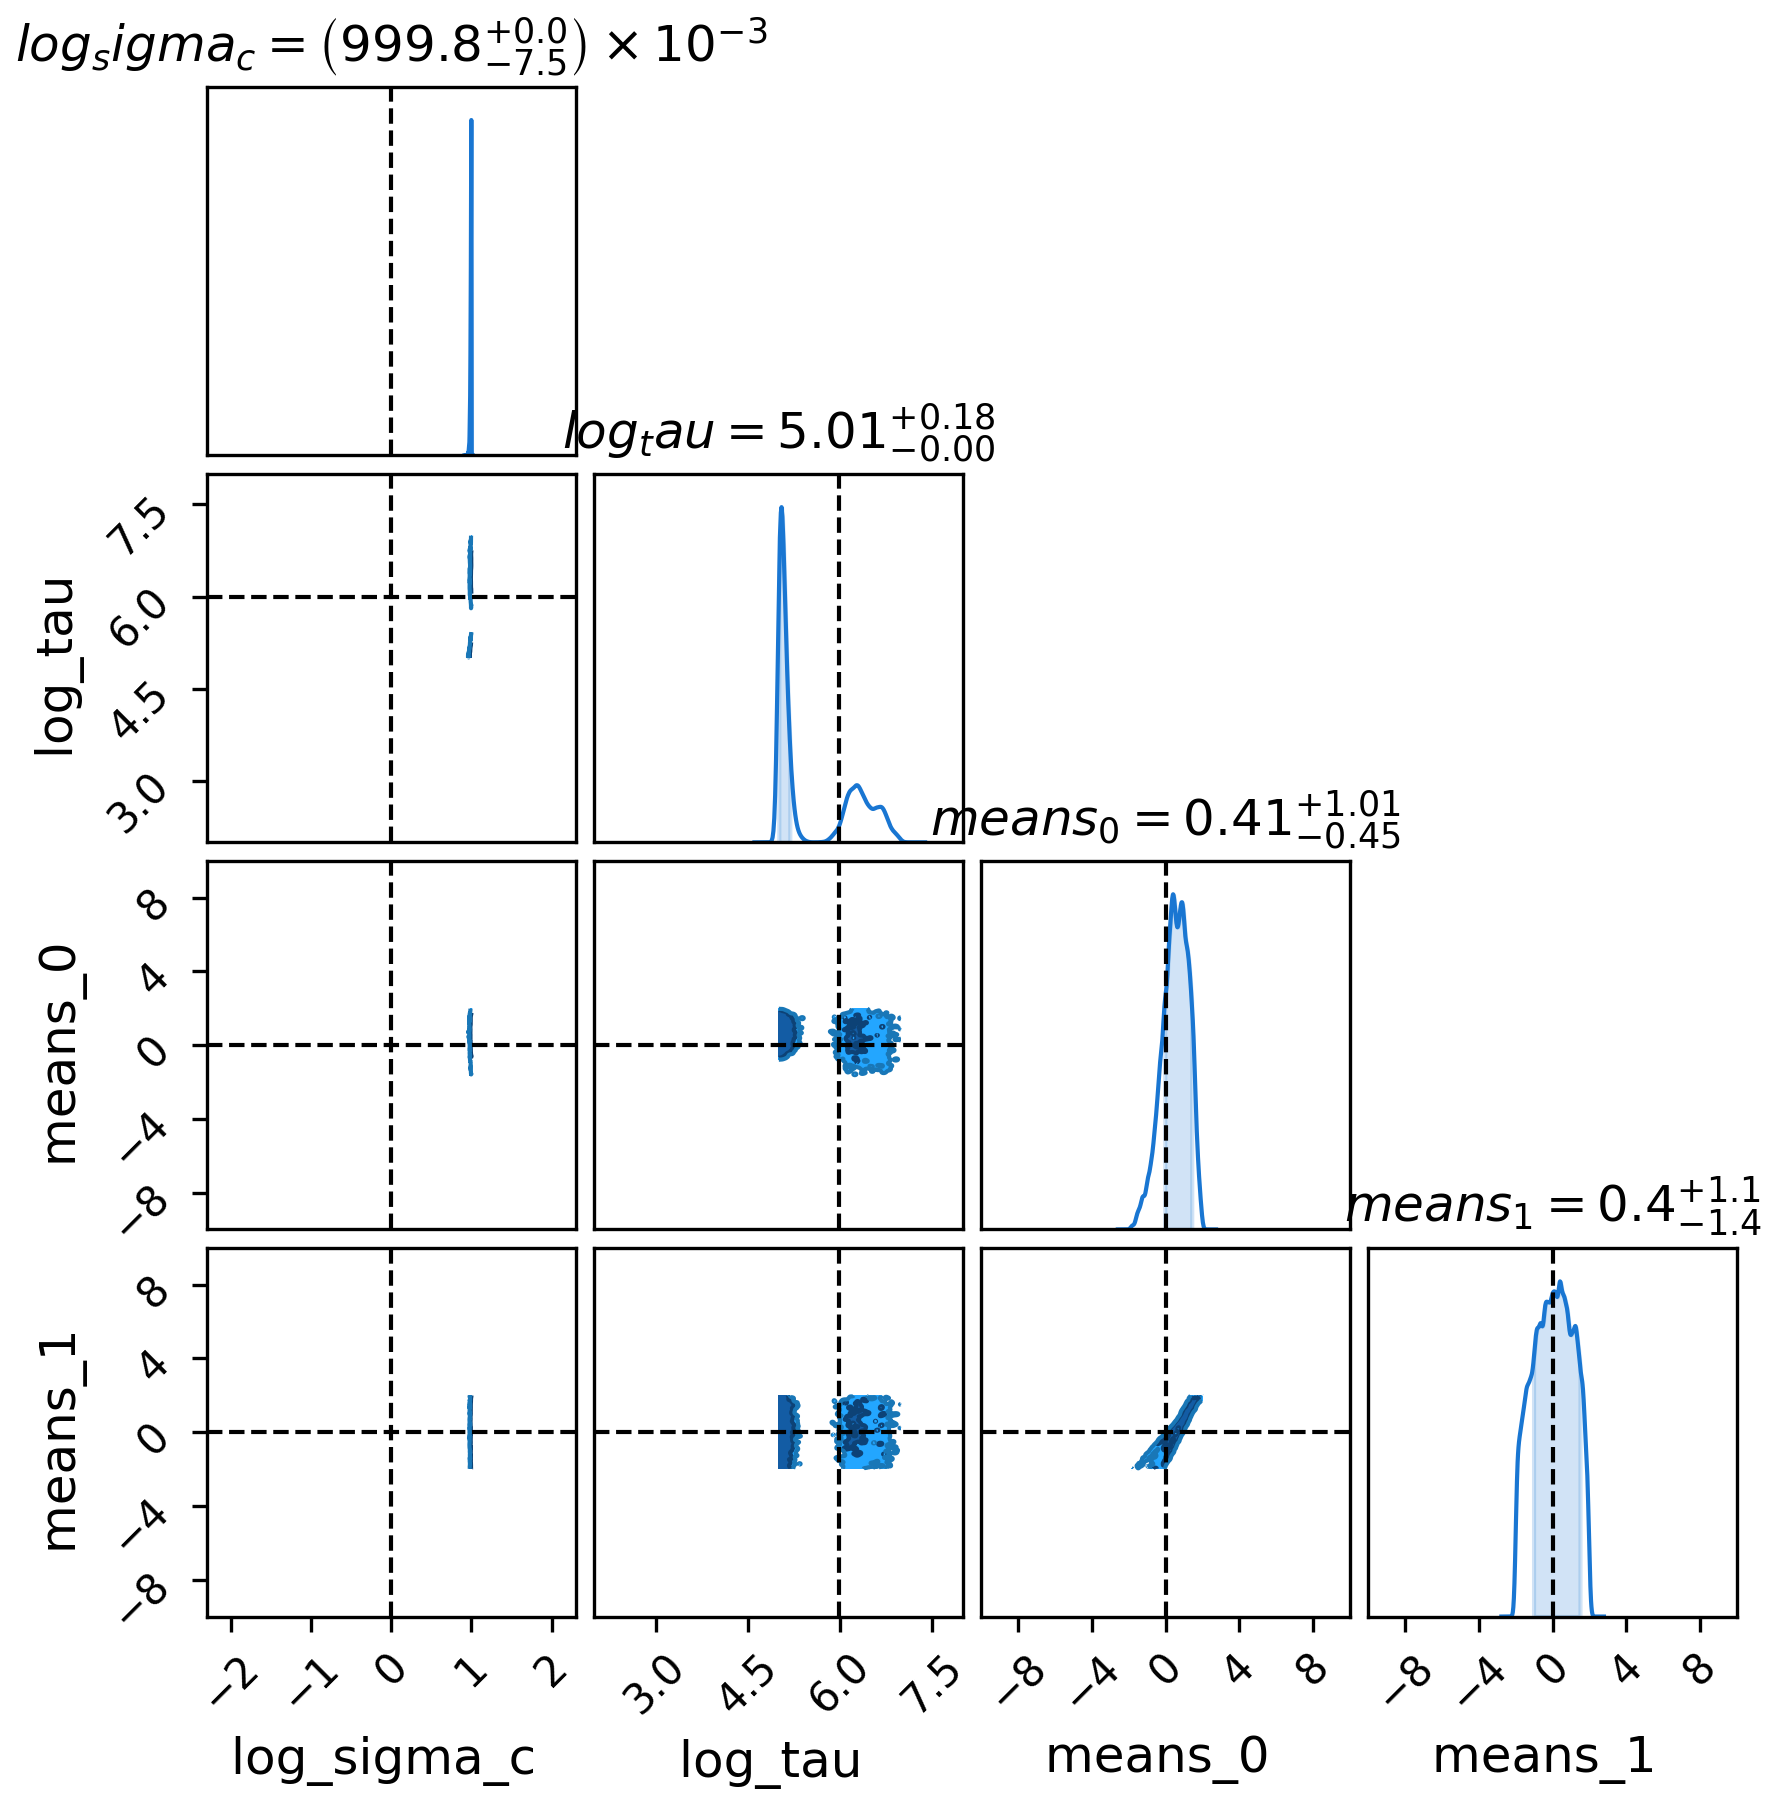 log_sigma_c = (999.8^{+0.0}_{-7.5}) × 10^{−3}
log_tau = 5.01^{+0.18}_{−0.00}
7.5
6.0
4.5
3.0
log_tau
means_0 = 0.41^{+1.01}_{−0.45}
8
4
0
−4
−8
means_0
means_1 = 0.4^{+1.1}_{−1.4}
8
4
0
−4
−8
means_1
−2 −1 0 1 2
3.0 4.5 6.0 7.5
−8 −4 0 4 8
−8 −4 0 4 8
log_sigma_c log_tau means_0 means_1